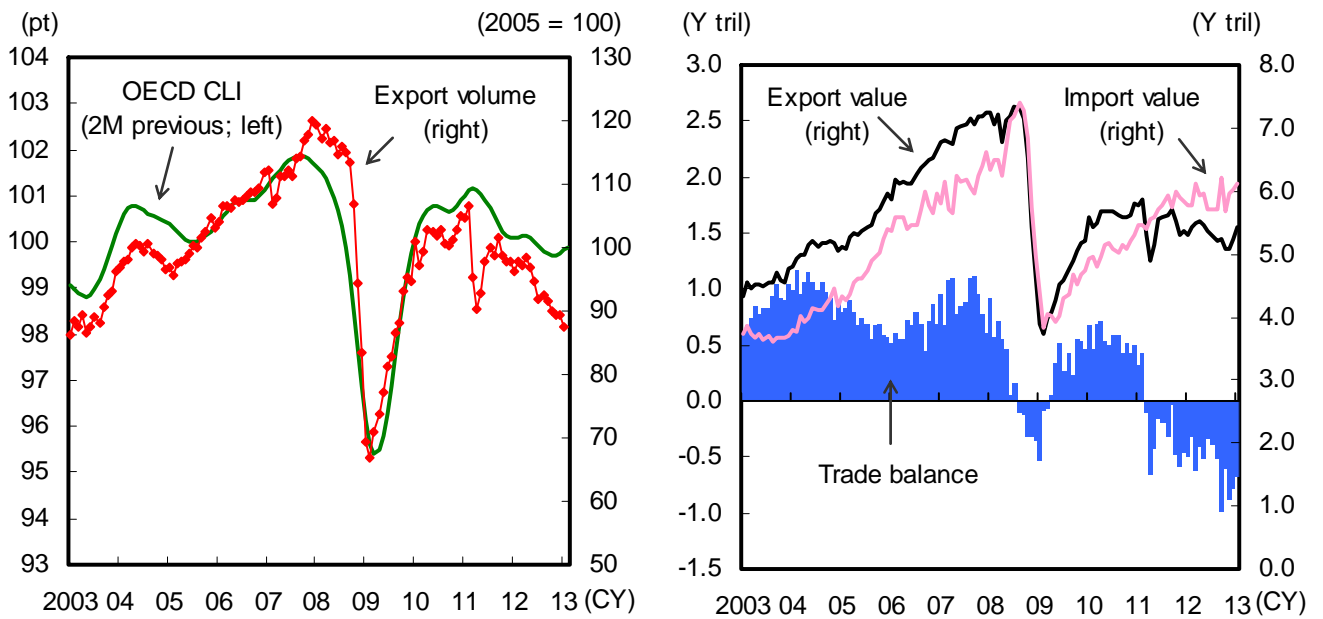 (pt)
(2005 = 100)
104
103
102
101
100
99
98
97
96
95
94
93
130
120
110
100
90
80
70
60
50
OECD CLI
(2M previous; left)
Export volume
(right)
2003 04 05 06 07 08 09 10 11 12 13 (CY)
(Y tril)
(Y tril)
3.0
2.5
2.0
1.5
1.0
0.5
0.0
-0.5
-1.0
-1.5
8.0
7.0
6.0
5.0
4.0
3.0
2.0
1.0
0.0
Export value
(right)
Import value
(right)
Trade balance
2003 04 05 06 07 08 09 10 11 12 13 (CY)